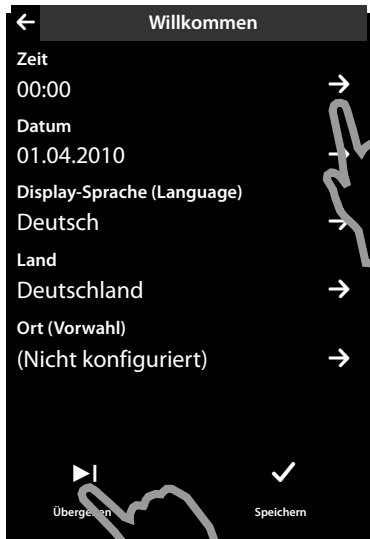 Willkommen
Zeit
00:00
Datum
01.04.2010
Display-Sprache (Language)
Deutsch
Land
Deutschland
Ort (Vorwahl)
(Nicht konfiguriert)
Übergehen Speichern